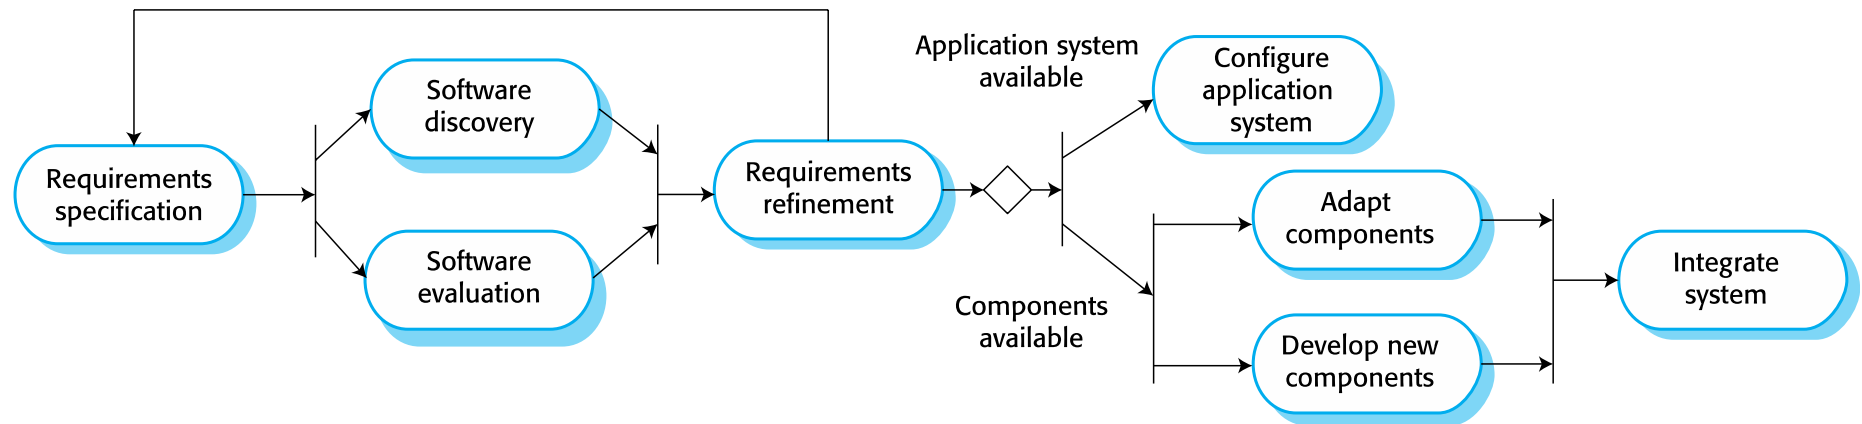 Requirements
specification
Software
discovery
Software
evaluation
Requirements
refinement
Application system
available
Configure
application
system
Components
available
Adapt
components
Develop new
components
Integrate
system